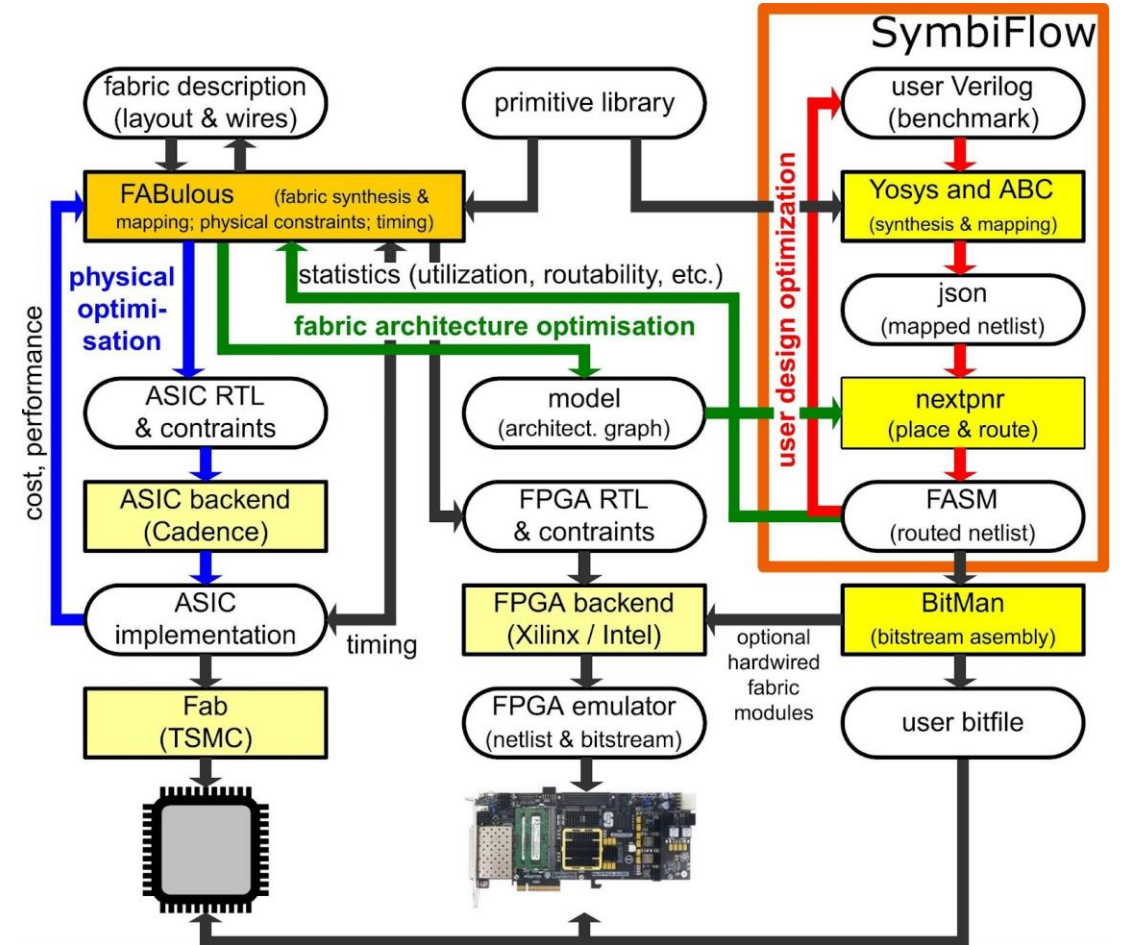 SymbiFlow
fabric description
(layout & wires)
primitive library
user Verilog
(benchmark)
FABulous (fabric synthesis &
mapping; physical constraints; timing)
Yosys and ABC
(synthesis & mapping)
physical
optimi-
sation
statistics (utilization, routability, etc.)
fabric architecture optimisation
user design optimization
json
(mapped netlist)
cost, performance
ASIC RTL
& contraints
model
(architect. graph)
nextpnr
(place & route)
ASIC backend
(Cadence)
FPGA RTL
& contraints
FASM
(routed netlist)
ASIC
implementation
timing
FPGA backend
(Xilinx / Intel)
optional
hardwired
fabric
modules
BitMan
(bitstream asembly)
Fab
(TSMC)
FPGA emulator
(netlist & bitstream)
user bitfile